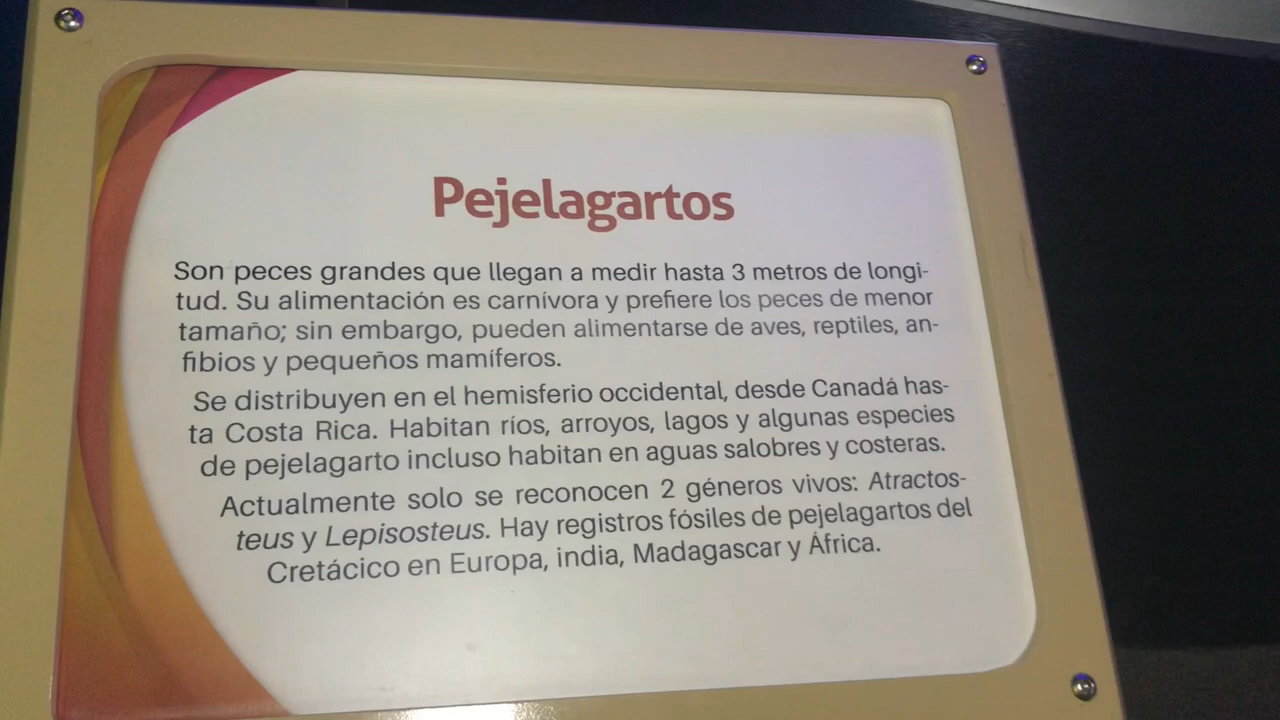 Pejelagartos
Son peces grandes que llegan a medir hasta 3 metros de longi-
tud. Su alimentación es carnívora y prefiere los peces de menor
tamaño; sin embargo, pueden alimentarse de aves, reptiles, an-
fibios y pequeños mamíferos.
Se distribuyen en el hemisferio occidental, desde Canadá has-
ta Costa Rica. Habitan ríos, arroyos, lagos y algunas especies
de pejelagarto incluso habitan en aguas salobres y costeras.
Actualmente solo se reconocen 2 géneros vivos: Atractos-
teus y Lepisosteus. Hay registros fósiles de pejelagartos del
Cretácico en Europa, india, Madagascar y África.